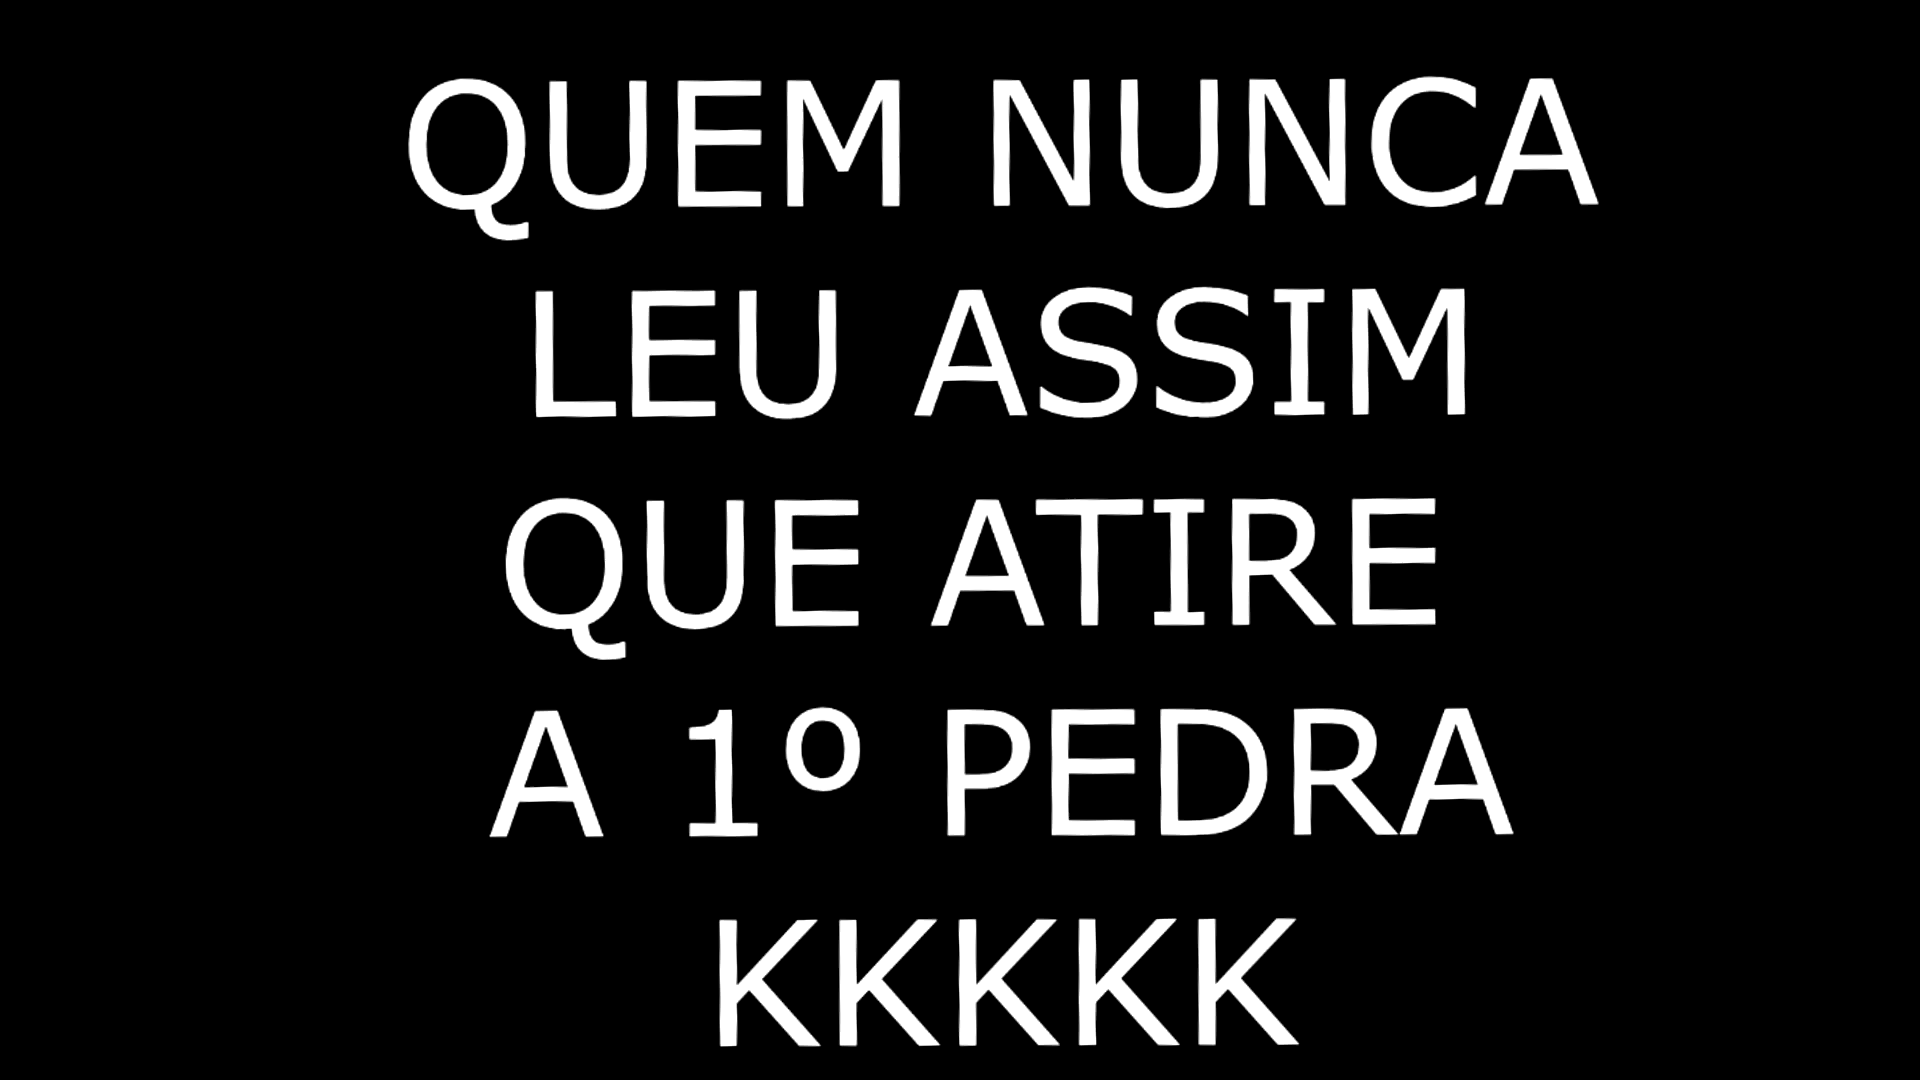 QUEM NUNCA
LEU ASSIM
QUE ATIRE
A 1º PEDRA
KKKKK